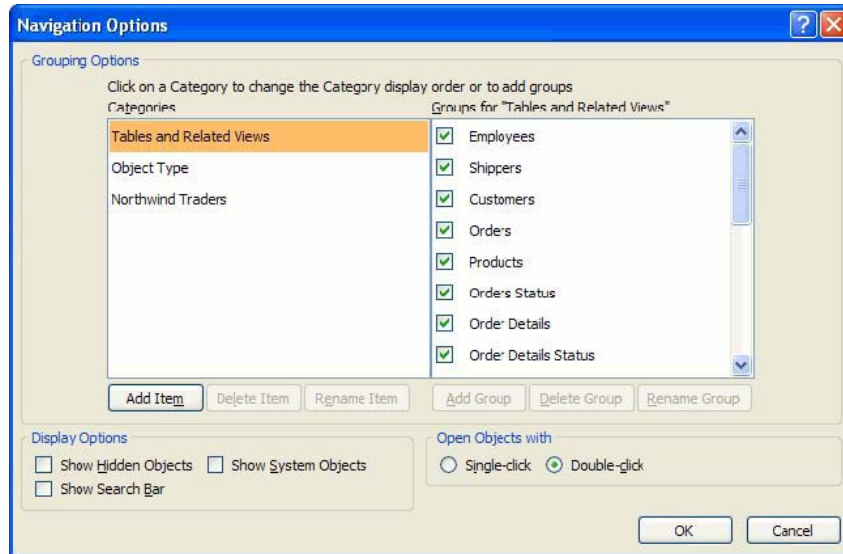 Navigation Options
Grouping Options
Click on a Category to change the Category display order or to add groups
Categories
Groups for "Tables and Related Views"
Tables and Related Views
Object Type
Northwind Traders
Employees
Shippers
Customers
Orders
Products
Orders Status
Order Details
Order Details Status
Add Item
Delete Item
Rename Item
Add Group
Delete Group
Rename Group
Display Options
Show Hidden Objects
Show System Objects
Show Search Bar
Open Objects with
Single-click
Double-click
OK
Cancel